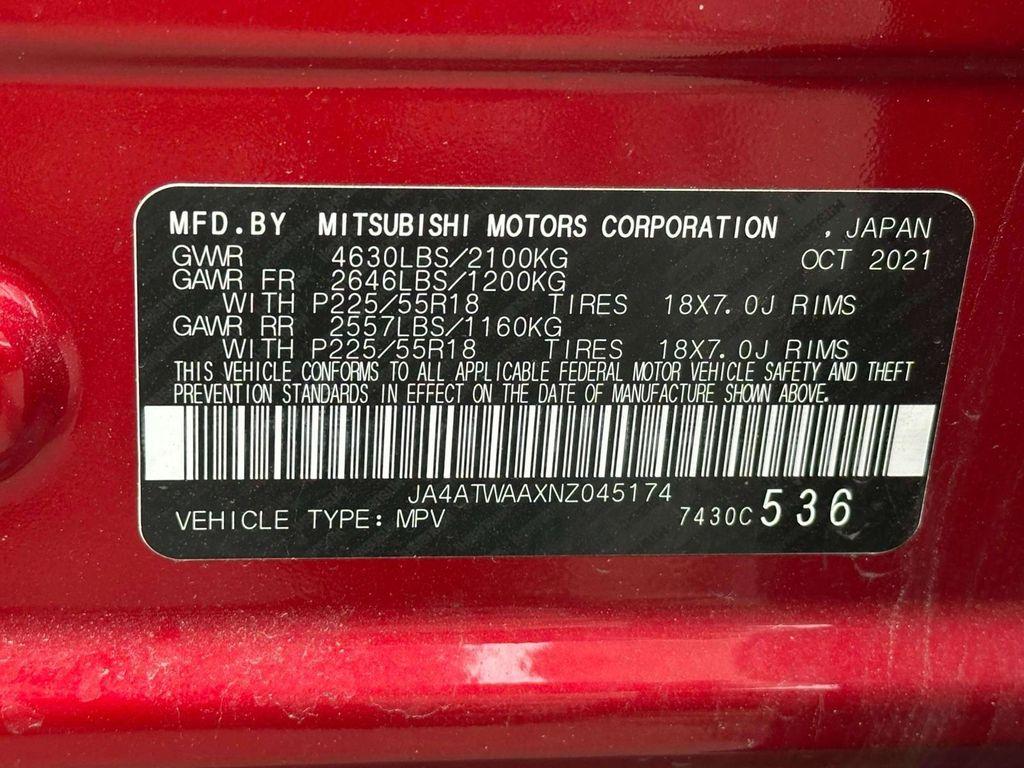 MFD.BY MITSUBISHI MOTORS CORPORATION , JAPAN
GVWR 4630LBS/2100KG OCT 2021
GAWR FR 2646LBS/1200KG
WITH P225/55R18 TIRES 18X7.0J RIMS
GAWR RR 2557LBS/1160KG
WITH P225/55R18 TIRES 18X7.0J RIMS
THIS VEHICLE CONFORMS TO ALL APPLICABLE FEDERAL MOTOR VEHICLE SAFETY AND THEFT
PREVENTION STANDARDS IN EFFECT ON THE DATE OF MANUFACTURE SHOWN ABOVE.
JA4ATWAAXNZ045174
VEHICLE TYPE: MPV 7430C 536